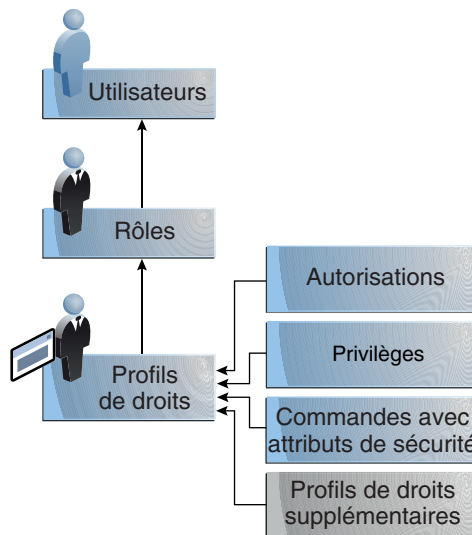 Utilisateurs
Rôles
Profils
de droits
Autorisations
Privilèges
Commandes avec
attributs de sécurité
Profils de droits
supplémentaires